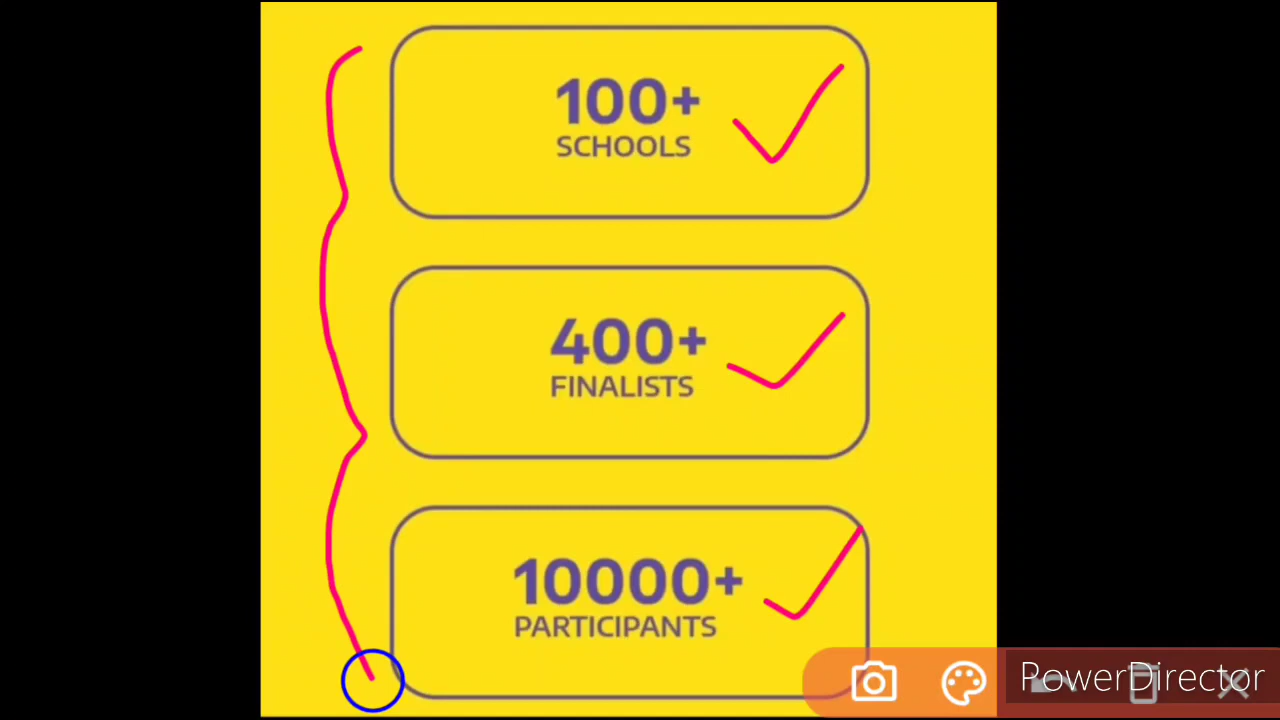 100+
SCHOOLS
400+
FINALISTS
10000+
PARTICIPANTS
PowerDirector